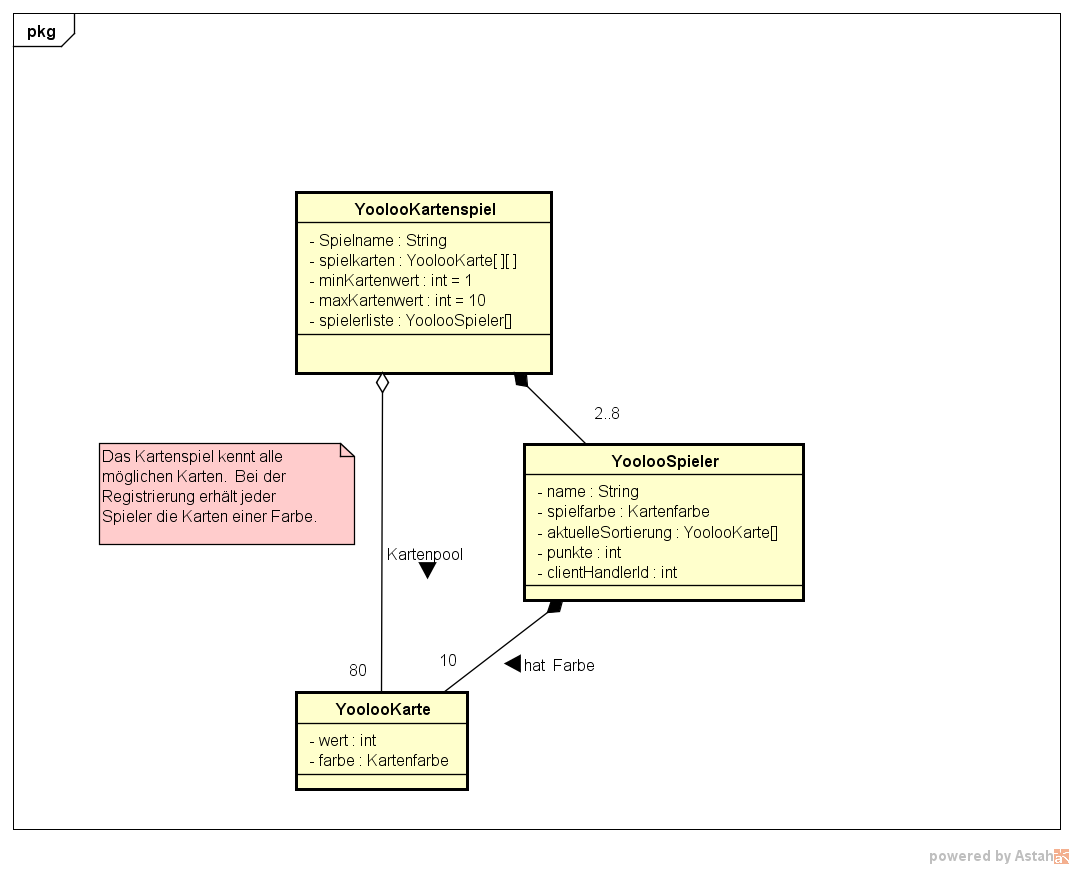 pkg
YoolooKartenspiel
- Spielname : String
- spielkarten : YoolooKarte[ ][ ]
- minKartenwert : int = 1
- maxKartenwert : int = 10
- spielerliste : YoolooSpieler[]
2..8
Das Kartenspiel kennt alle
möglichen Karten. Bei der
Registrierung erhält jeder
Spieler die Karten einer Farbe.
YoolooSpieler
- name : String
- spielfarbe : Kartenfarbe
- aktuelleSortierung : YoolooKarte[]
- punkte : int
- clientHandlerId : int
Kartenpool
80
10
hat Farbe
YoolooKarte
- wert : int
- farbe : Kartenfarbe
powered by Astah